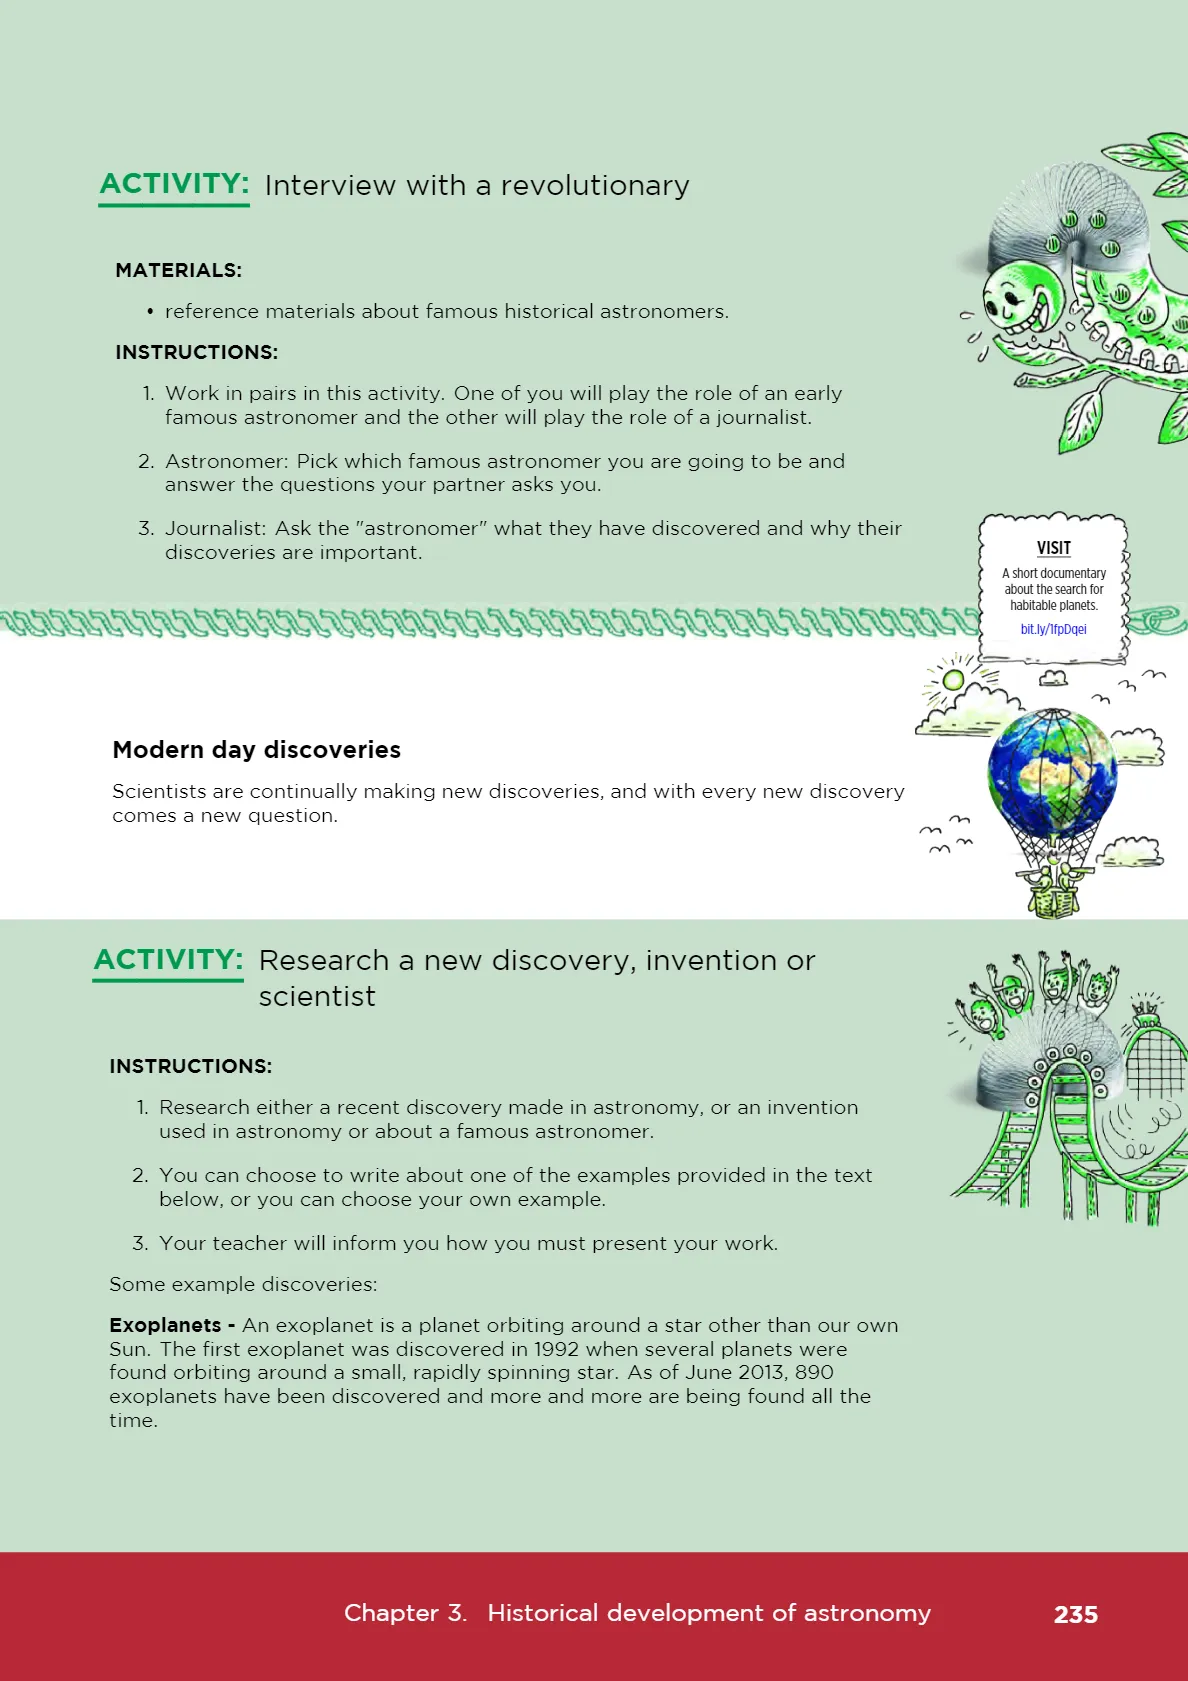 ACTIVITY: Interview with a revolutionary
MATERIALS:
• reference materials about famous historical astronomers.
INSTRUCTIONS:
1. Work in pairs in this activity. One of you will play the role of an early
famous astronomer and the other will play the role of a journalist.
2. Astronomer: Pick which famous astronomer you are going to be and
answer the questions your partner asks you.
3. Journalist: Ask the "astronomer" what they have discovered and why their
discoveries are important.
VISIT
A short documentary
about the search for
habitable planets.
bit.ly/1fpDqei
Modern day discoveries
Scientists are continually making new discoveries, and with every new discovery
comes a new question.
ACTIVITY: Research a new discovery, invention or
scientist
INSTRUCTIONS:
1. Research either a recent discovery made in astronomy, or an invention
used in astronomy or about a famous astronomer.
2. You can choose to write about one of the examples provided in the text
below, or you can choose your own example.
3. Your teacher will inform you how you must present your work.
Some example discoveries:
Exoplanets - An exoplanet is a planet orbiting around a star other than our own
Sun. The first exoplanet was discovered in 1992 when several planets were
found orbiting around a small, rapidly spinning star. As of June 2013, 890
exoplanets have been discovered and more and more are being found all the
time.
Chapter 3. Historical development of astronomy 235